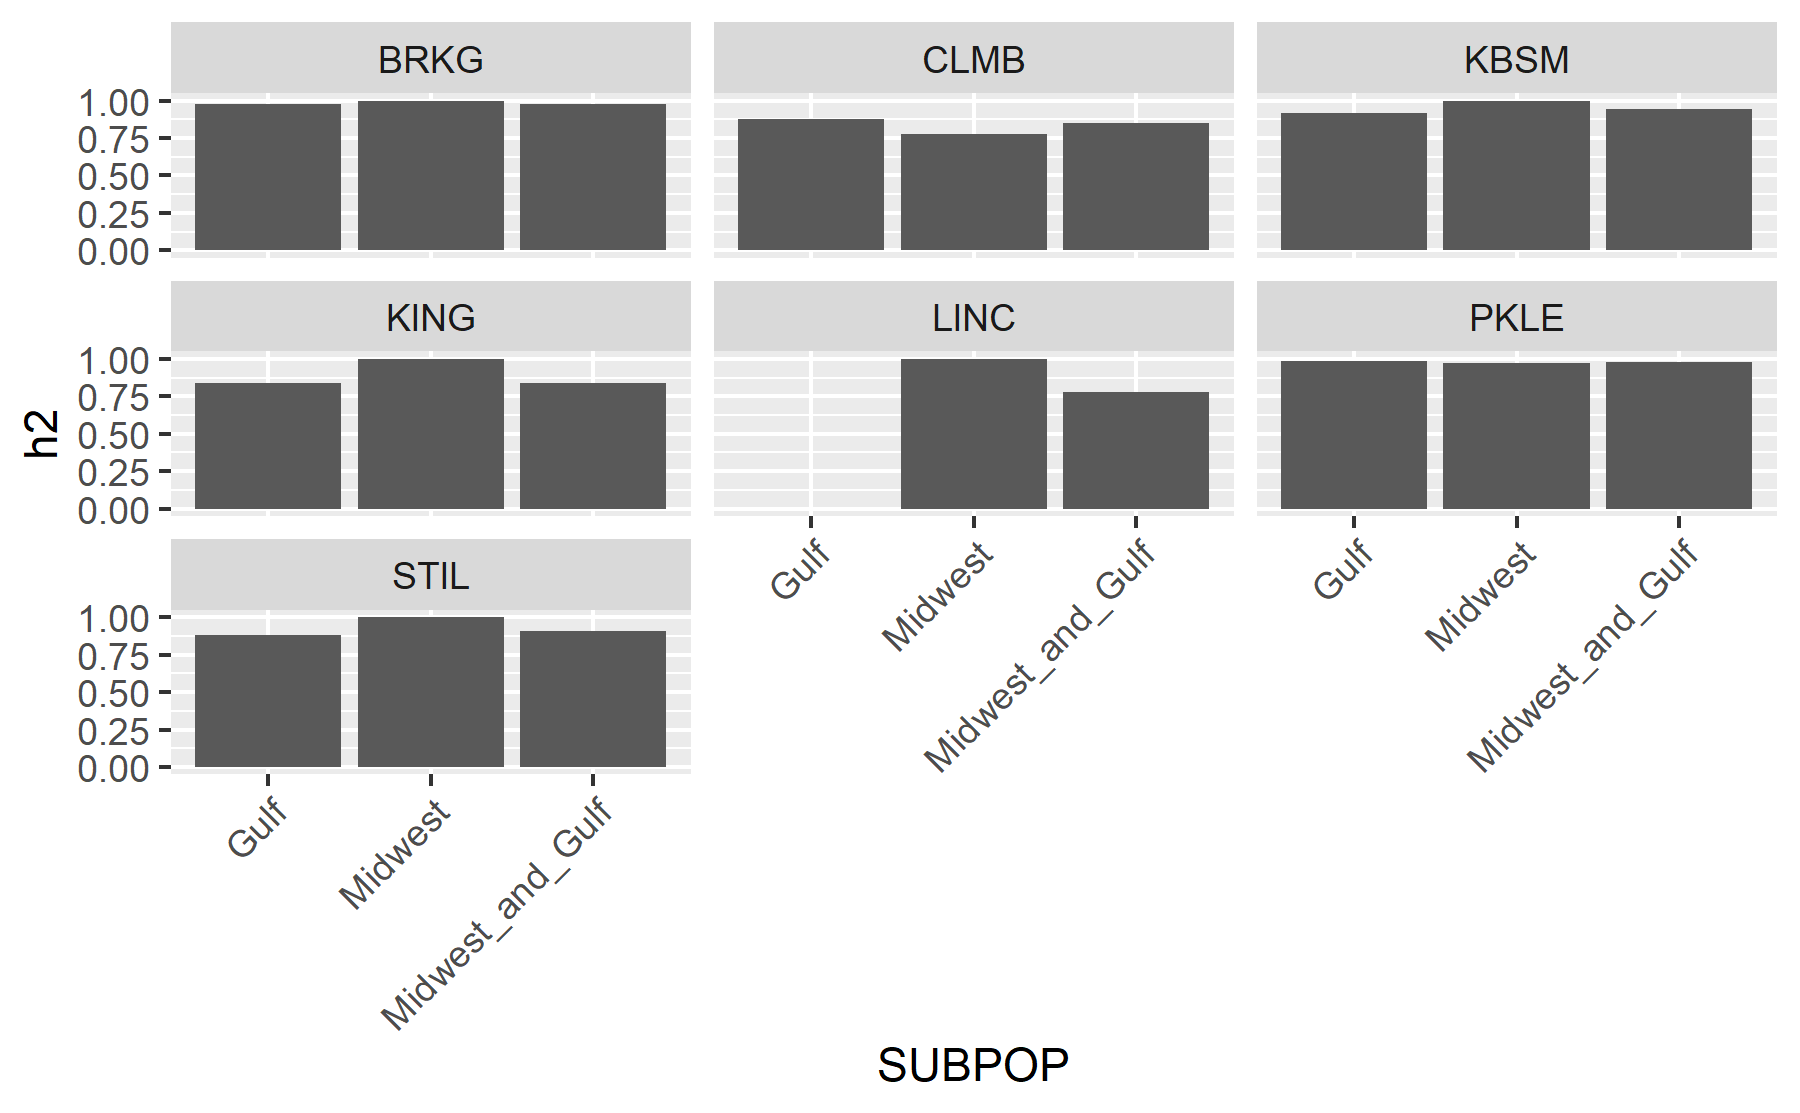 BRKG
CLMB
KBSM
1.00
0.75
0.50
0.25
0.00
KING
LINC
PKLE
1.00
0.75
0.50
0.25
0.00
h2
Gulf
Midwest
Midwest_and_Gulf
Gulf
Midwest
Midwest_and_Gulf
STIL
1.00
0.75
0.50
0.25
0.00
Gulf
Midwest
Midwest_and_Gulf
SUBPOP